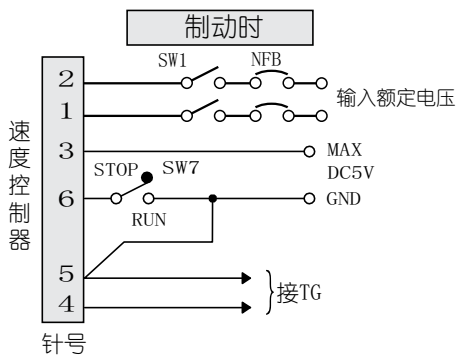 制动时
SW1 NFB
2
输入额定电压
1
速度控制器
3 MAX
DC5V
STOP SW7
6 GND
RUN
5
接TG
4
针号